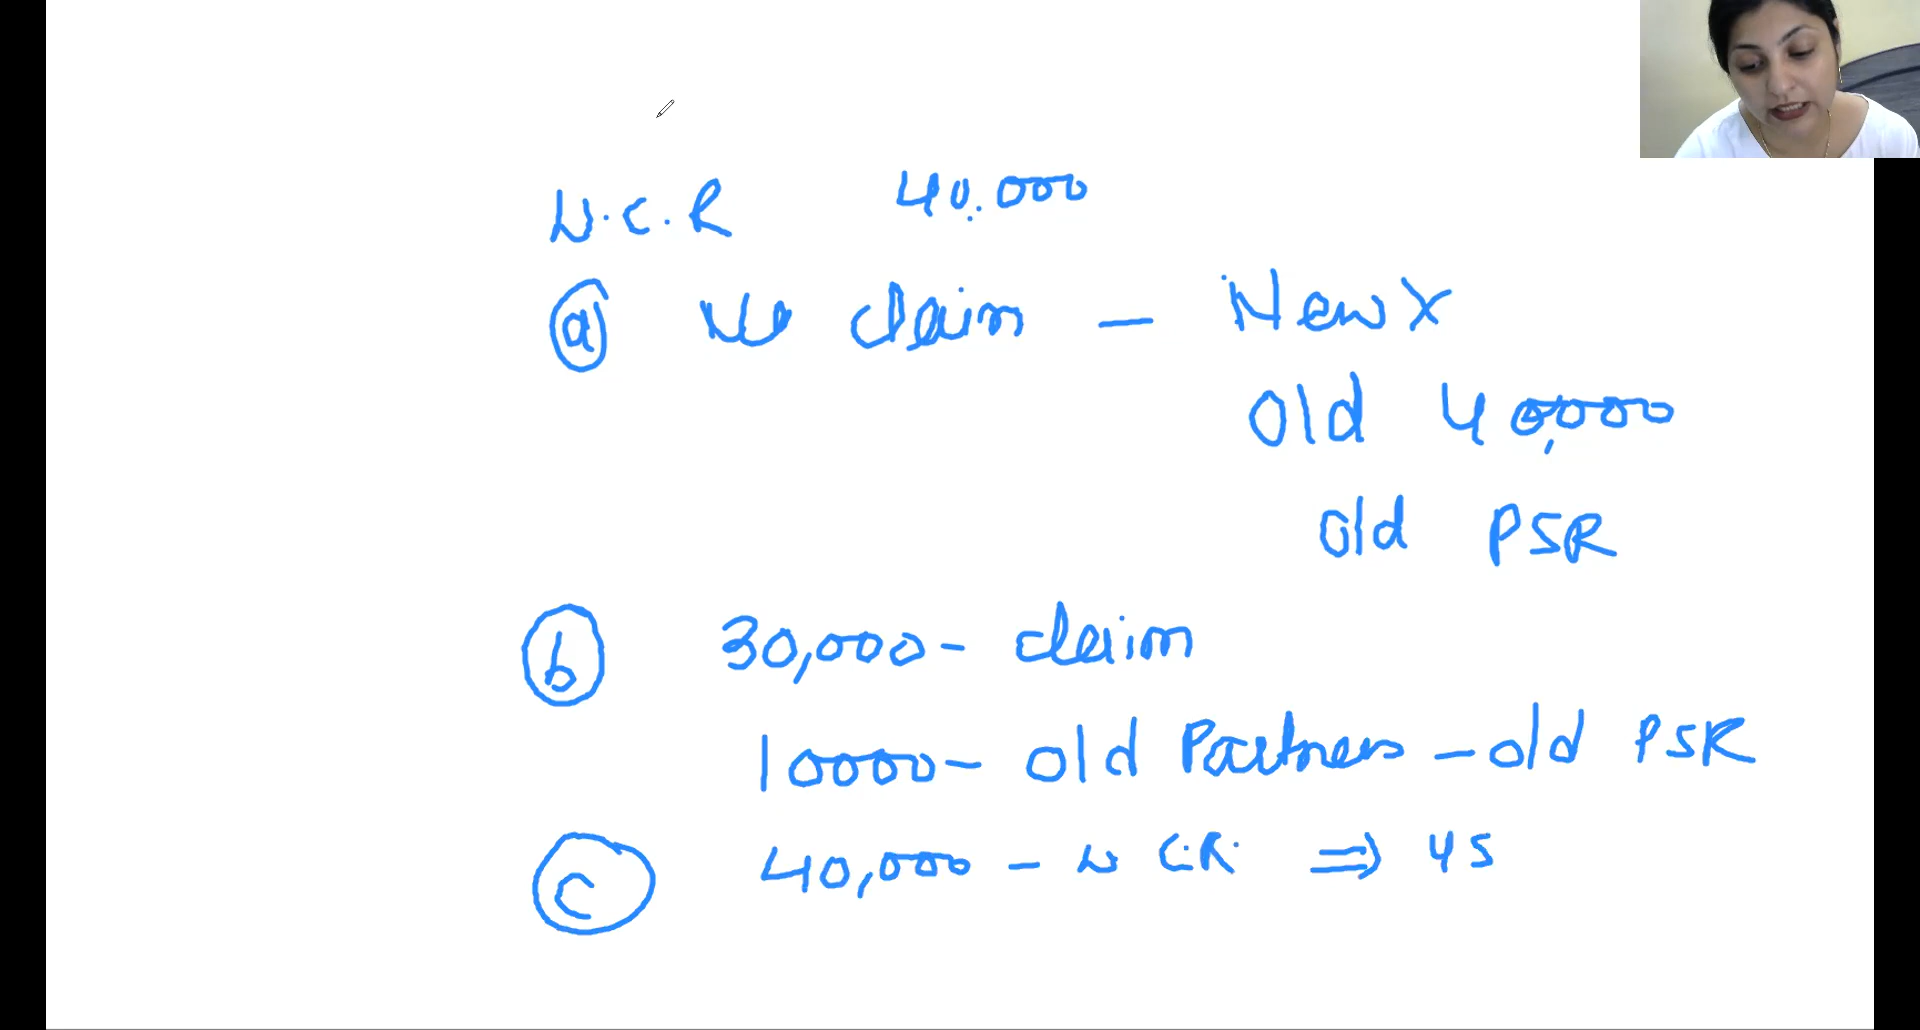 W.C.R 40,000
a No claim - New X
Old 40,000
Old PSR
b 30,000 - claim
10000 - old Partners - old PSR
c 40,000 - W C.R. ⇒ 45